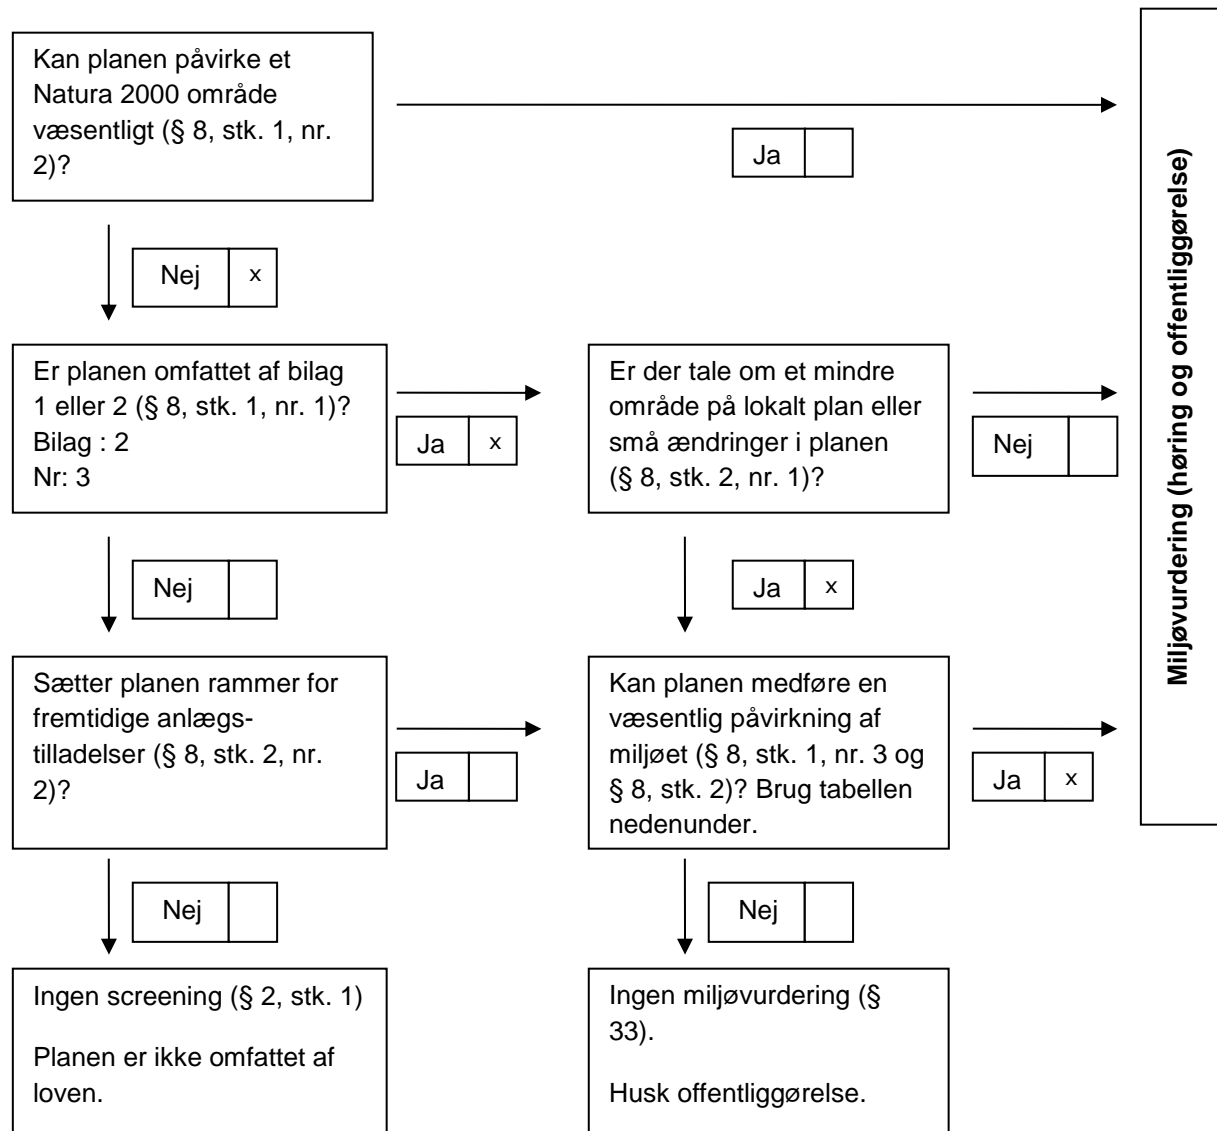 Kan planen påvirke et
Natura 2000 område
væsentligt (§ 8, stk. 1, nr.
2)?
Ja
Nej x
Er planen omfattet af bilag
1 eller 2 (§ 8, stk. 1, nr. 1)?
Bilag : 2
Nr: 3
Ja x
Er der tale om et mindre
område på lokalt plan eller
små ændringer i planen
(§ 8, stk. 2, nr. 1)?
Nej
Nej
Ja x
Sætter planen rammer for
fremtidige anlægs-
tilladelser (§ 8, stk. 2, nr.
2)?
Ja
Kan planen medføre en
væsentlig påvirkning af
miljøet (§ 8, stk. 1, nr. 3 og
§ 8, stk. 2)? Brug tabellen
nedenunder.
Ja x
Nej
Nej
Ingen screening (§ 2, stk. 1)
Planen er ikke omfattet af
loven.
Ingen miljøvurdering (§
33).
Husk offentliggørelse.
Miljøvurdering (høring og offentliggørelse)